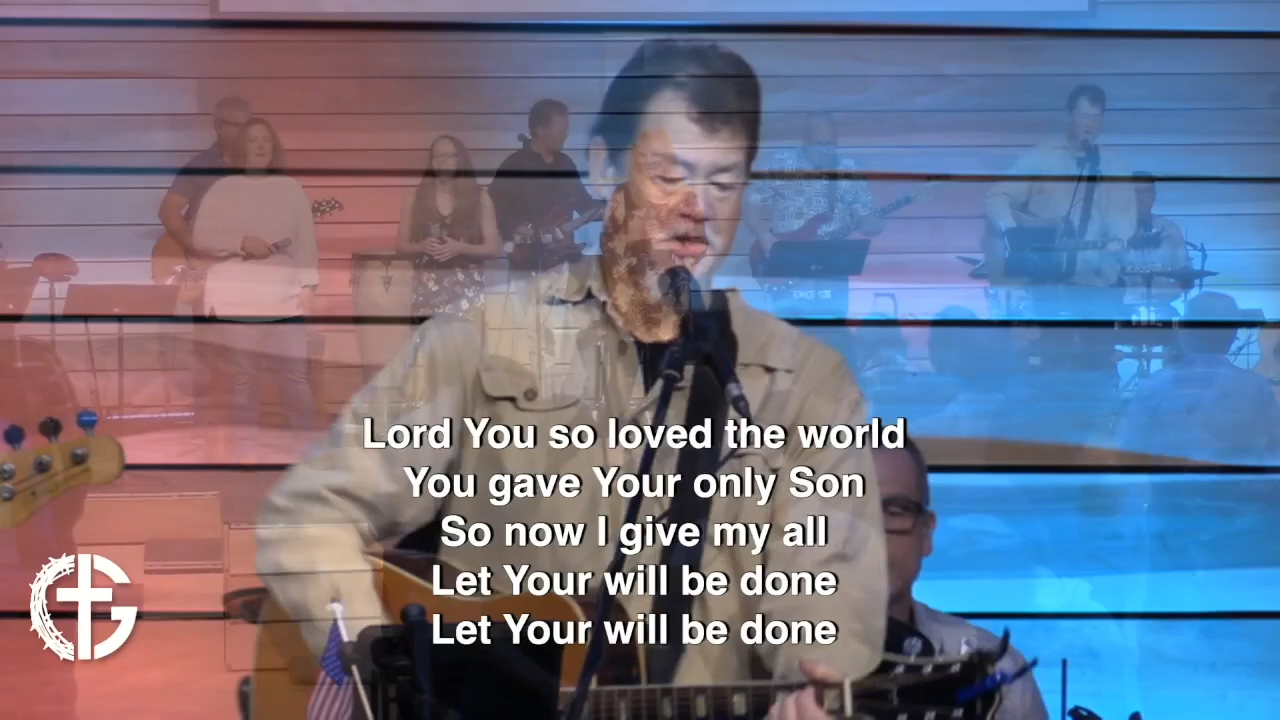 Lord You so loved the world
You gave Your only Son
So now I give my all
Let Your will be done
Let Your will be done